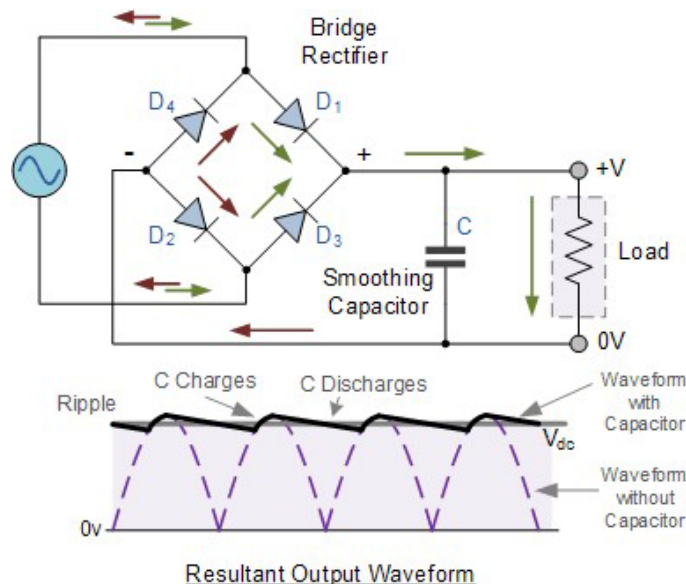 Bridge
Rectifier
D4
D1
-
+
D2
D3
C
Smoothing
Capacitor
+V
Load
0V
Ripple
C Charges
C Discharges
Waveform
with
Capacitor
Vdc
Waveform
without
Capacitor
0v
Resultant Output Waveform